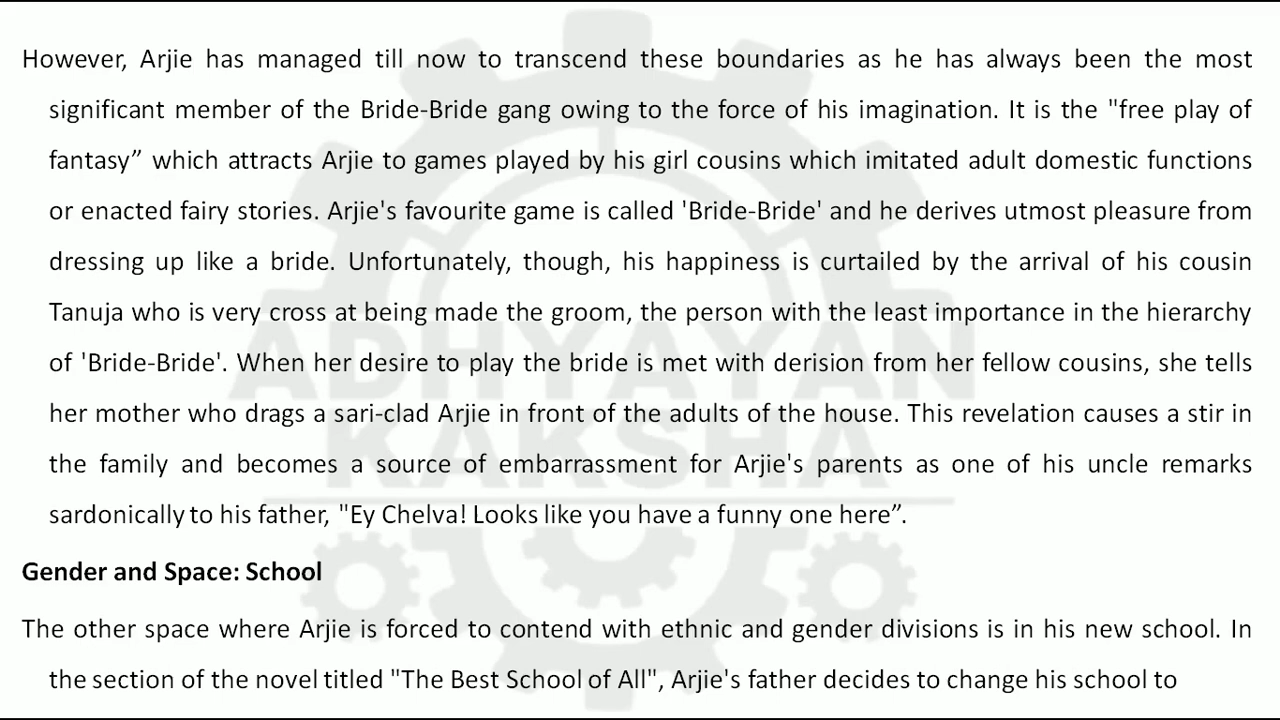 However, Arjie has managed till now to transcend these boundaries as he has always been the most
significant member of the Bride-Bride gang owing to the force of his imagination. It is the "free play of
fantasy” which attracts Arjie to games played by his girl cousins which imitated adult domestic functions
or enacted fairy stories. Arjie's favourite game is called 'Bride-Bride' and he derives utmost pleasure from
dressing up like a bride. Unfortunately, though, his happiness is curtailed by the arrival of his cousin
Tanuja who is very cross at being made the groom, the person with the least importance in the hierarchy
of 'Bride-Bride'. When her desire to play the bride is met with derision from her fellow cousins, she tells
her mother who drags a sari-clad Arjie in front of the adults of the house. This revelation causes a stir in
the family and becomes a source of embarrassment for Arjie's parents as one of his uncle remarks
sardonically to his father, "Ey Chelva! Looks like you have a funny one here”.
Gender and Space: School
The other space where Arjie is forced to contend with ethnic and gender divisions is in his new school. In
the section of the novel titled "The Best School of All", Arjie's father decides to change his school to
ADHYAYAN
KAKSHA